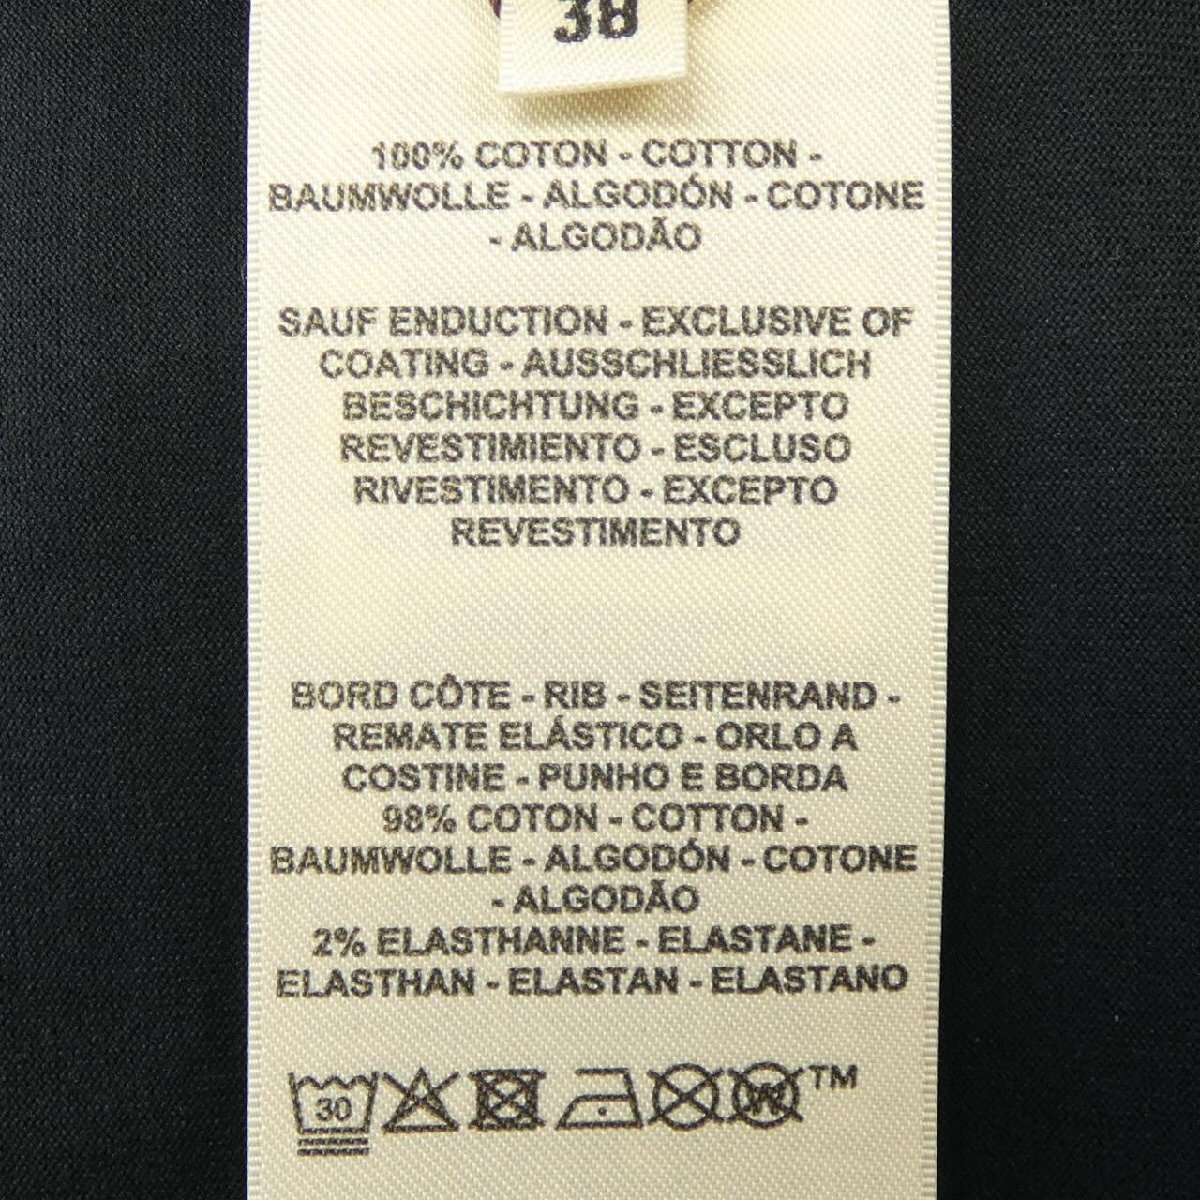 38
100% COTON - COTTON -
BAUMWOLLE - ALGODÓN - COTONE
- ALGODÃO
SAUF ENDUCTION - EXCLUSIVE OF
COATING - AUSSCHLIESSLICH
BESCHICHTUNG - EXCEPTO
REVESTIMIENTO - ESCLUSO
RIVESTIMENTO - EXCEPTO
REVESTIMENTO
BORD CÔTE - RIB - SEITENRAND -
REMATE ELÁSTICO - ORLO A
COSTINE - PUNHO E BORDA
98% COTON - COTTON -
BAUMWOLLE - ALGODÓN - COTONE
- ALGODÃO
2% ELASTHANNE - ELASTANE -
ELASTHAN - ELASTAN - ELASTANO
30 W TM